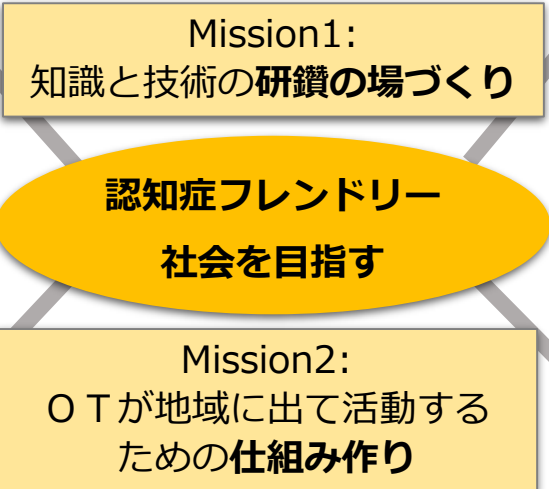 Mission1:
知識と技術の研鑽の場づくり
認知症フレンドリー
社会を目指す
Mission2:
ＯＴが地域に出て活動する
ための仕組み作り